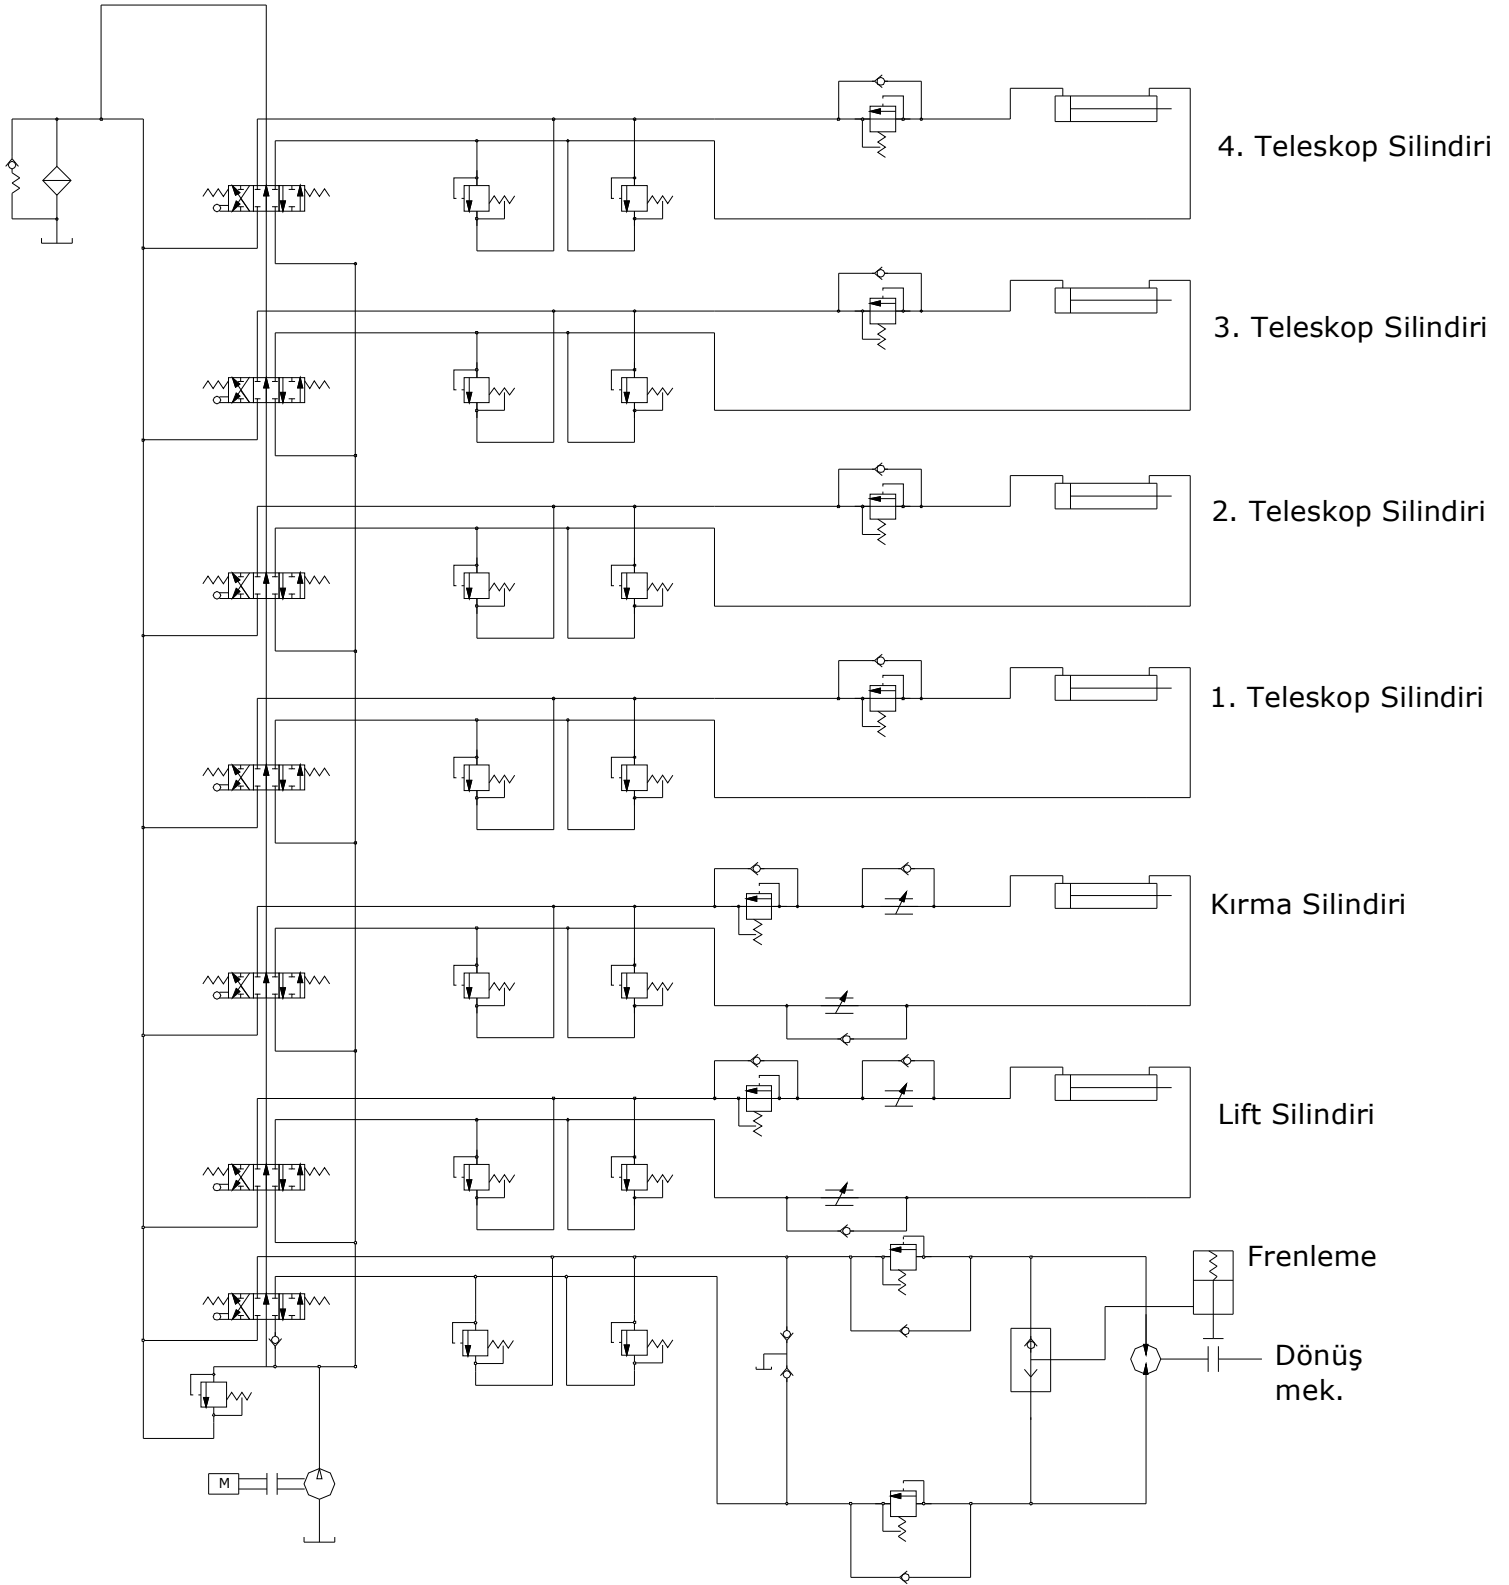 4. Teleskop Silindiri
3. Teleskop Silindiri
2. Teleskop Silindiri
1. Teleskop Silindiri
Kırma Silindiri
Lift Silindiri
Frenleme
Dönüş
mek.
M